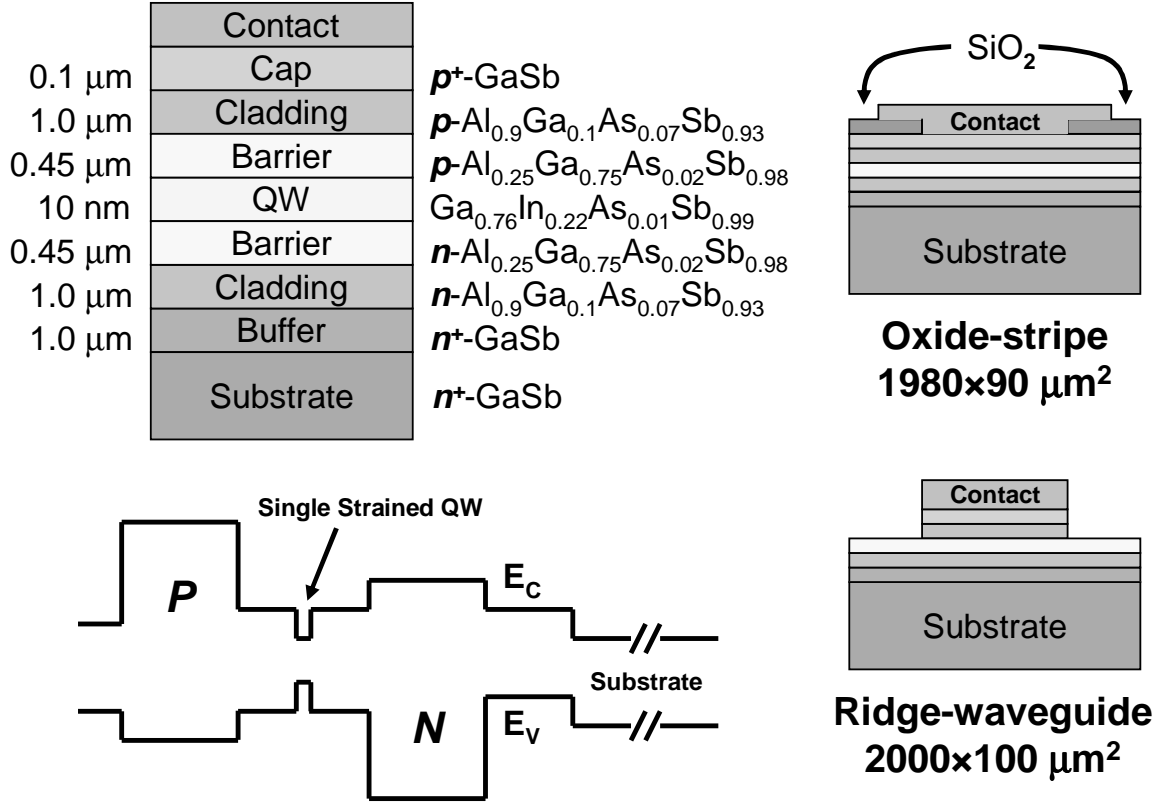 Contact
0.1 μm Cap p⁺-GaSb
1.0 μm Cladding p-Al₀.₉Ga₀.₁As₀.₀₇Sb₀.₉₃
0.45 μm Barrier p-Al₀.₂₅Ga₀.₇₅As₀.₀₂Sb₀.₉₈
10 nm QW Ga₀.₇₆In₀.₂₂As₀.₀₁Sb₀.₉₉
0.45 μm Barrier n-Al₀.₂₅Ga₀.₇₅As₀.₀₂Sb₀.₉₈
1.0 μm Cladding n-Al₀.₉Ga₀.₁As₀.₀₇Sb₀.₉₃
1.0 μm Buffer n⁺-GaSb
Substrate n⁺-GaSb
SiO₂
Contact
Substrate
Oxide-stripe
1980×90 μm²
Single Strained QW
P
E_C
N
E_V
Substrate
Contact
Substrate
Ridge-waveguide
2000×100 μm²